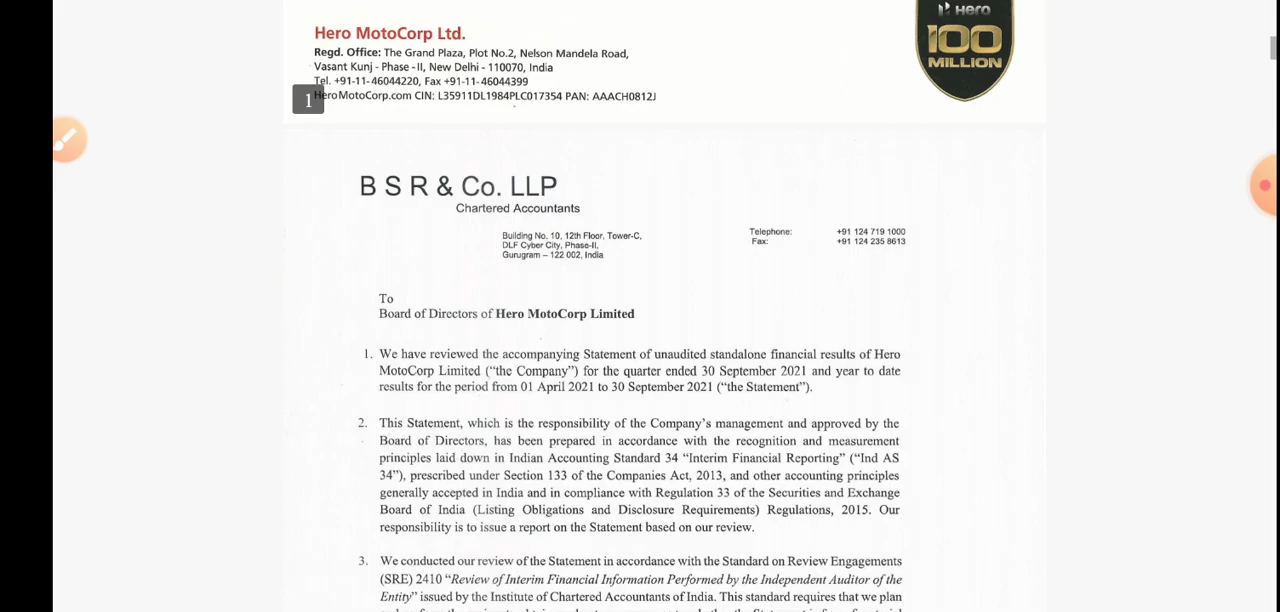 Hero
100
MILLION
Hero MotoCorp Ltd.
Regd. Office: The Grand Plaza, Plot No.2, Nelson Mandela Road,
Vasant Kunj - Phase -II, New Delhi - 110070, India
Tel. +91-11- 46044220, Fax +91-11-46044399
1
HeroMotoCorp.com CIN: L35911DL1984PLC017354 PAN: AAACH0812J
B S R & Co. LLP
Chartered Accountants
Building No. 10, 12th Floor, Tower-C,
DLF Cyber City, Phase-II,
Gurugram – 122 002, India
Telephone: +91 124 719 1000
Fax: +91 124 235 8613
To
Board of Directors of Hero MotoCorp Limited
1. We have reviewed the accompanying Statement of unaudited standalone financial results of Hero
MotoCorp Limited (“the Company”) for the quarter ended 30 September 2021 and year to date
results for the period from 01 April 2021 to 30 September 2021 (“the Statement”).
2. This Statement, which is the responsibility of the Company’s management and approved by the
Board of Directors, has been prepared in accordance with the recognition and measurement
principles laid down in Indian Accounting Standard 34 “Interim Financial Reporting” (“Ind AS
34”), prescribed under Section 133 of the Companies Act, 2013, and other accounting principles
generally accepted in India and in compliance with Regulation 33 of the Securities and Exchange
Board of India (Listing Obligations and Disclosure Requirements) Regulations, 2015. Our
responsibility is to issue a report on the Statement based on our review.
3. We conducted our review of the Statement in accordance with the Standard on Review Engagements
(SRE) 2410 “Review of Interim Financial Information Performed by the Independent Auditor of the
Entity” issued by the Institute of Chartered Accountants of India. This standard requires that we plan